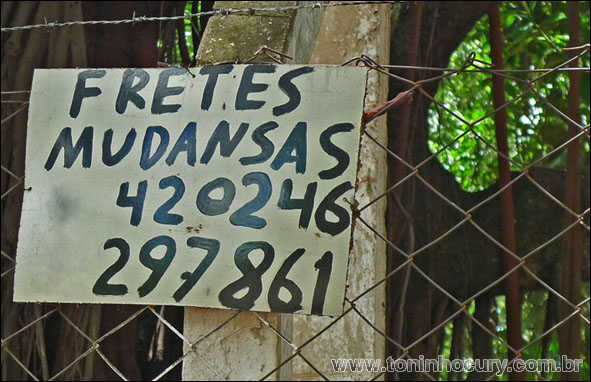 FRETES
MUDANSAS
420246
297861
www.toninhocury.com.br